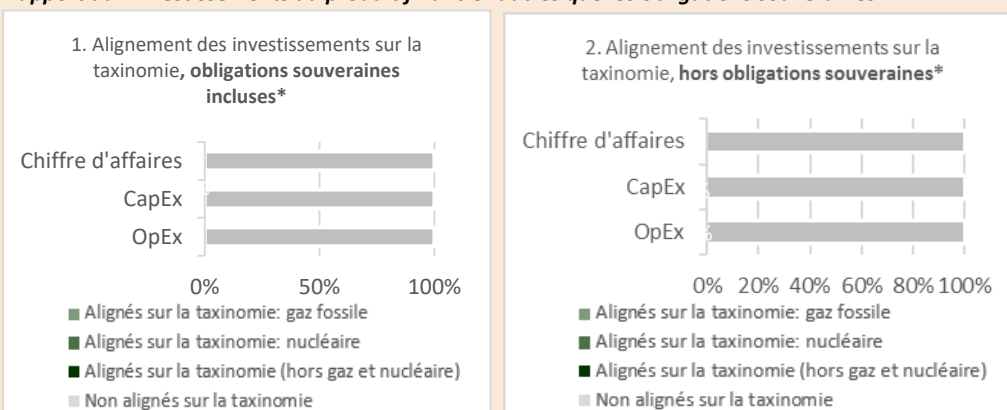 1. Alignement des investissements sur la
taxinomie, obligations souveraines
incluses*
Chiffre d'affaires
CapEx
OpEx
0% 50% 100%
Alignés sur la taxinomie: gaz fossile
Alignés sur la taxinomie: nucléaire
Alignés sur la taxinomie (hors gaz et nucléaire)
Non alignés sur la taxinomie
2. Alignement des investissements sur la
taxinomie, hors obligations souveraines*
Chiffre d'affaires
CapEx
OpEx
0% 20% 40% 60% 80% 100%
Alignés sur la taxinomie: gaz fossile
Alignés sur la taxinomie: nucléaire
Alignés sur la taxinomie (hors gaz et nucléaire)
Non alignés sur la taxinomie